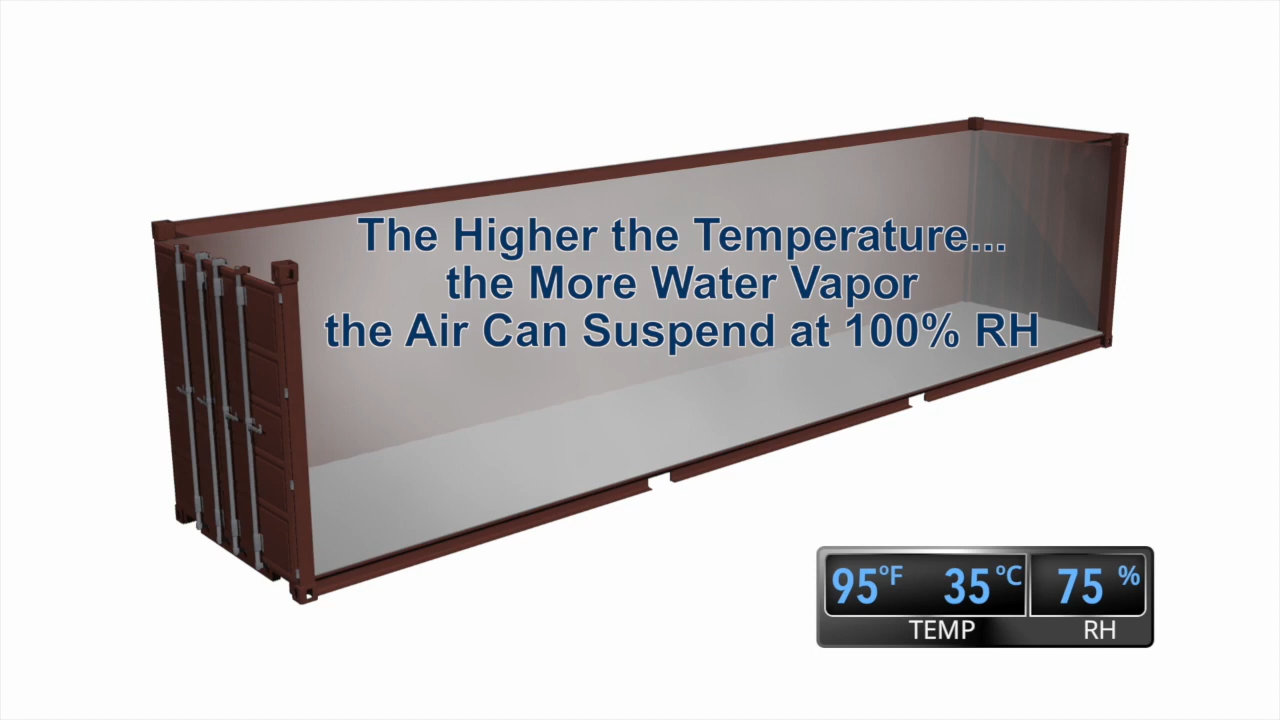 The Higher the Temperature...
the More Water Vapor
the Air Can Suspend at 100% RH
95°F 35°C 75 %
TEMP RH